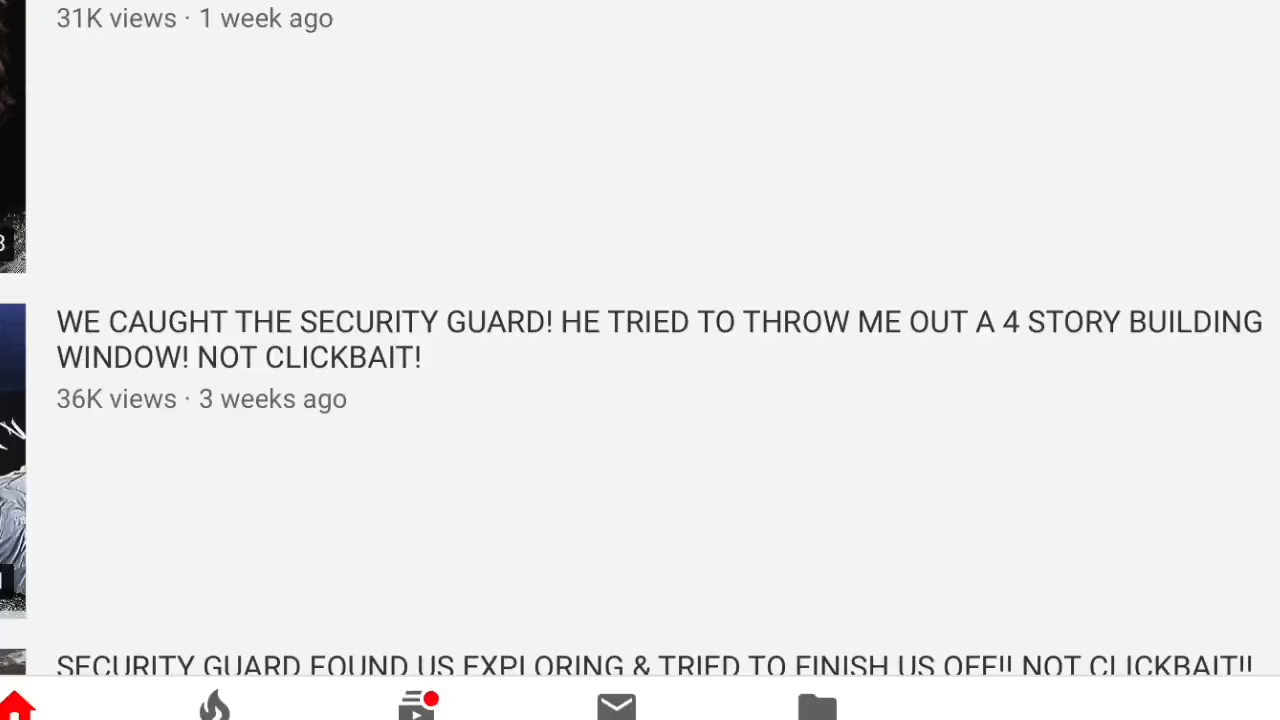 31K views · 1 week ago
WE CAUGHT THE SECURITY GUARD! HE TRIED TO THROW ME OUT A 4 STORY BUILDING
WINDOW! NOT CLICKBAIT!
36K views · 3 weeks ago
SECURITY GUARD FOUND US EXPLORING & TRIED TO FINISH US OFF!! NOT CLICKBAIT!!